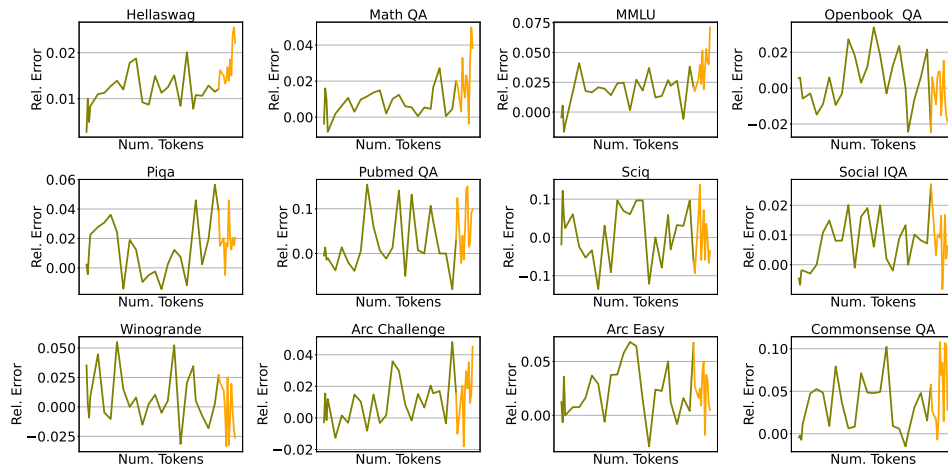 Hellaswag
Math QA
MMLU
Openbook  QA
Rel. Error
0.02
0.01
Num. Tokens
Rel. Error
0.04
0.02
0.00
Num. Tokens
Rel. Error
0.075
0.050
0.025
0.000
Num. Tokens
Rel. Error
0.02
0.00
−0.02
Num. Tokens
Piqa
Pubmed QA
Sciq
Social IQA
Rel. Error
0.06
0.04
0.02
0.00
Num. Tokens
Rel. Error
0.1
0.0
Num. Tokens
Rel. Error
0.1
0.0
−0.1
Num. Tokens
Rel. Error
0.02
0.01
0.00
Num. Tokens
Winogrande
Arc Challenge
Arc Easy
Commonsense QA
Rel. Error
0.050
0.025
0.000
−0.025
Num. Tokens
Rel. Error
0.04
0.02
0.00
−0.02
Num. Tokens
Rel. Error
0.05
0.00
Num. Tokens
Rel. Error
0.10
0.05
0.00
Num. Tokens